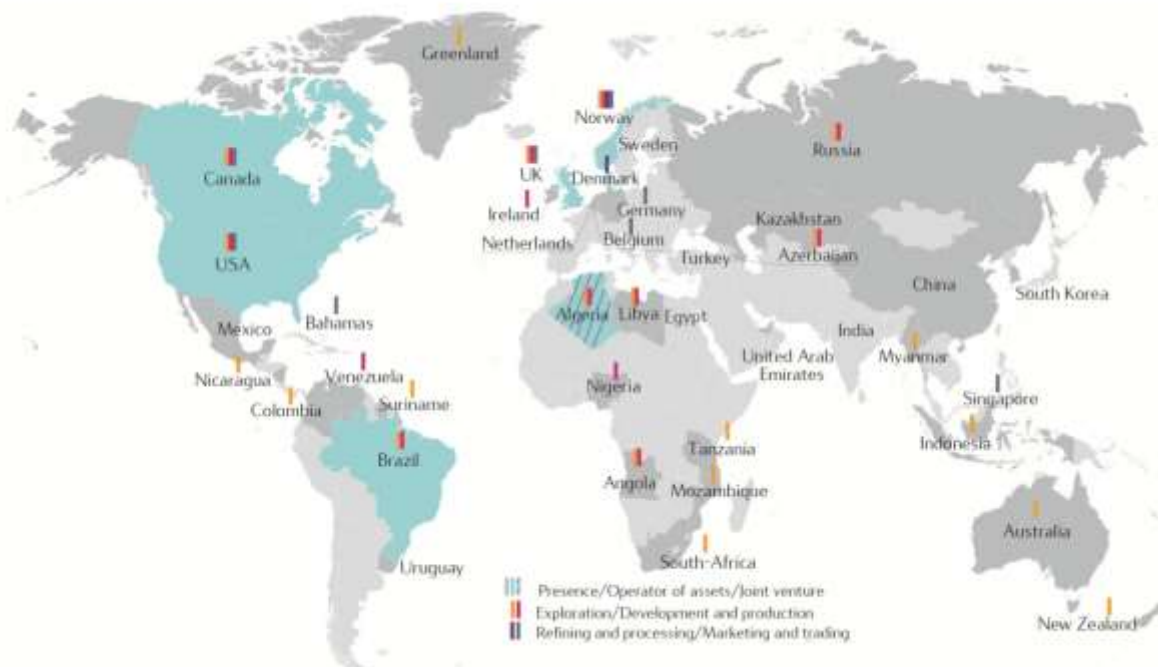 Greenland
Norway
Sweden
Russia
Canada
UK
Denmark
Ireland
Germany
Kazakhstan
Netherlands
Belgium
Azerbaijan
USA
Turkey
China
South Korea
Bahamas
Algeria
Libya
Egypt
Mexico
India
Myanmar
Nicaragua
Venezuela
United Arab
Emirates
Nigeria
Colombia
Suriname
Singapore
Indonesia
Tanzania
Brazil
Angola
Mozambique
Australia
South-Africa
Uruguay
New Zealand
Presence/Operator of assets/Joint venture
Exploration/Development and production
Refining and processing/Marketing and trading